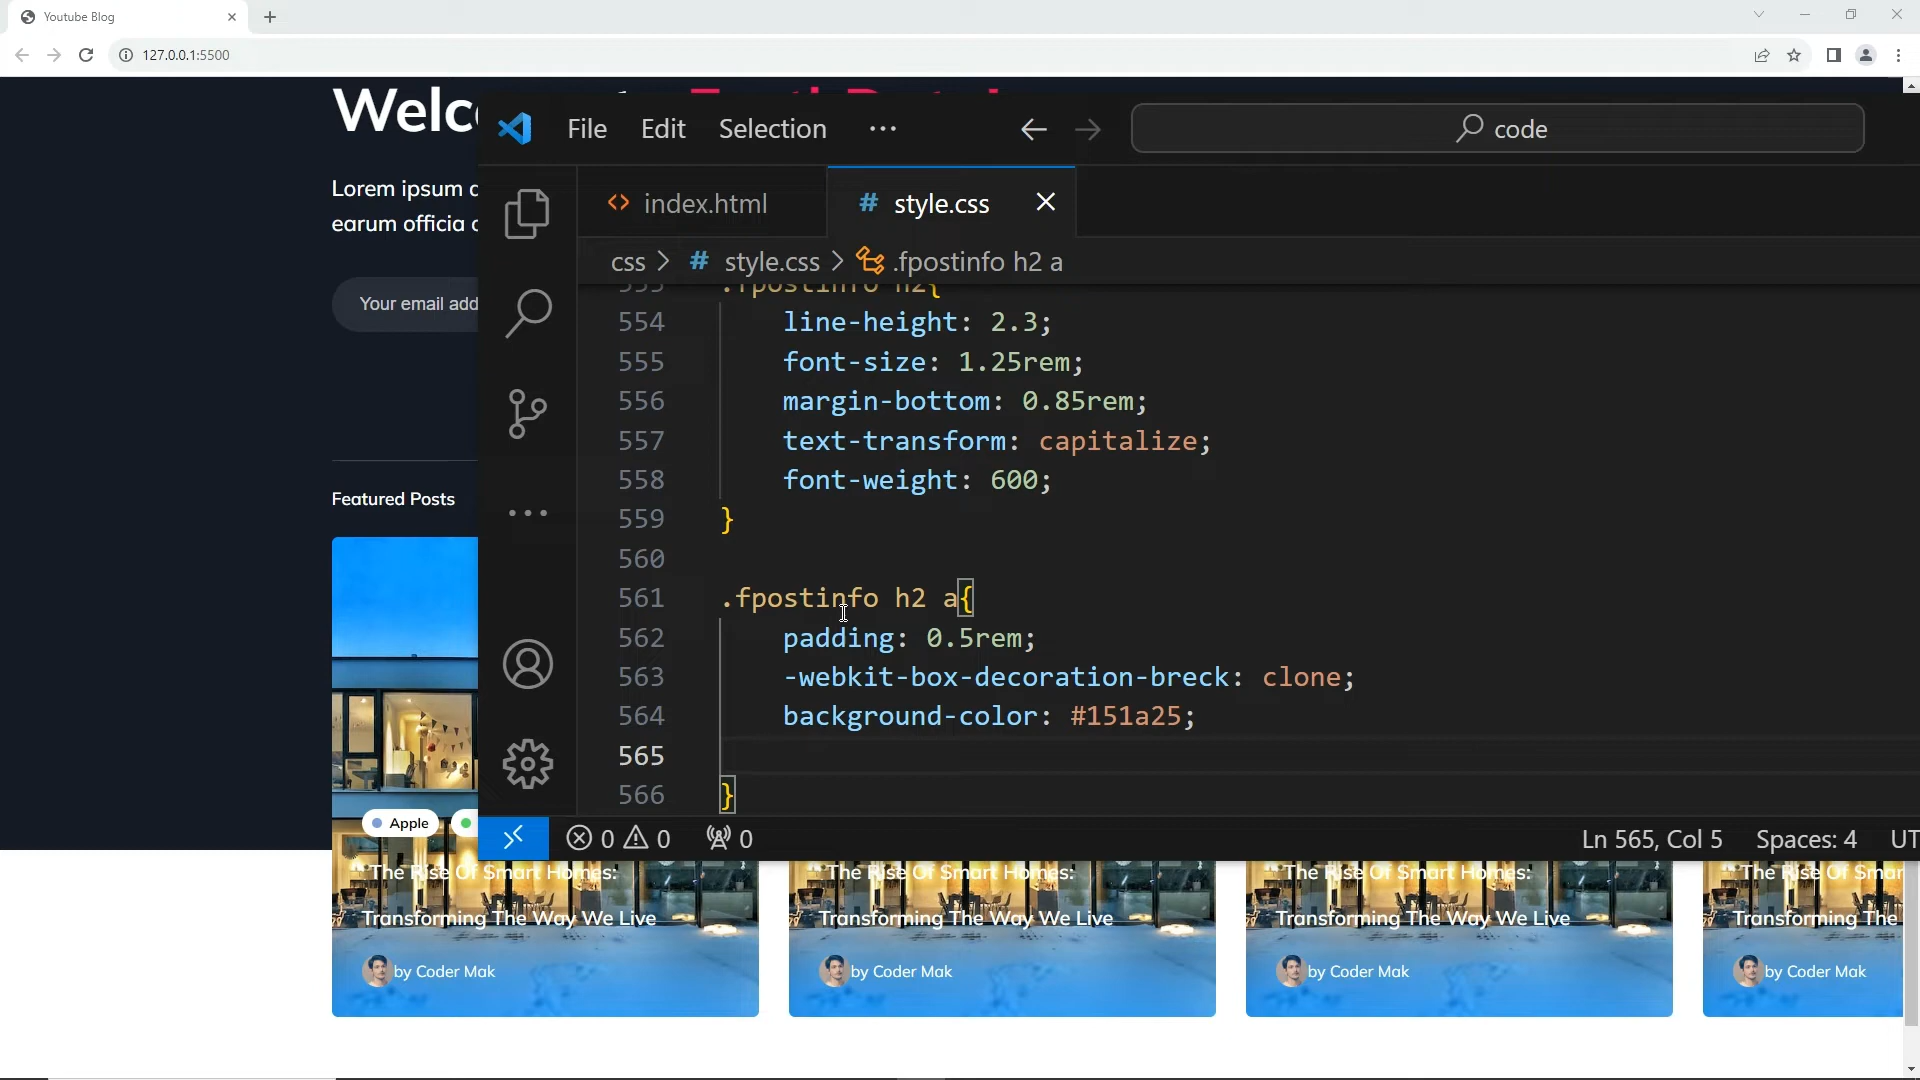 Youtube Blog
127.0.0.1:5500
Welc
Lorem ipsum
earum officia
Your email add
Featured Posts
File Edit Selection ···
code
index.html
# style.css
css > # style.css > .fpostinfo h2 a
553 .fpostinfo h2{
554 line-height: 2.3;
555 font-size: 1.25rem;
556 margin-bottom: 0.85rem;
557 text-transform: capitalize;
558 font-weight: 600;
559 }
560
561 .fpostinfo h2 a{
562 padding: 0.5rem;
563 -webkit-box-decoration-breck: clone;
564 background-color: #151a25;
565
566 }
0 0 0
Ln 565, Col 5 Spaces: 4 UT
Apple
The Rise Of Smart Homes:
Transforming The Way We Live
by Coder Mak
The Rise Of Smart Homes:
Transforming The Way We Live
by Coder Mak
The Rise Of Smart Homes:
Transforming The Way We Live
by Coder Mak
The Rise Of Smar
Transforming The
by Coder Mak